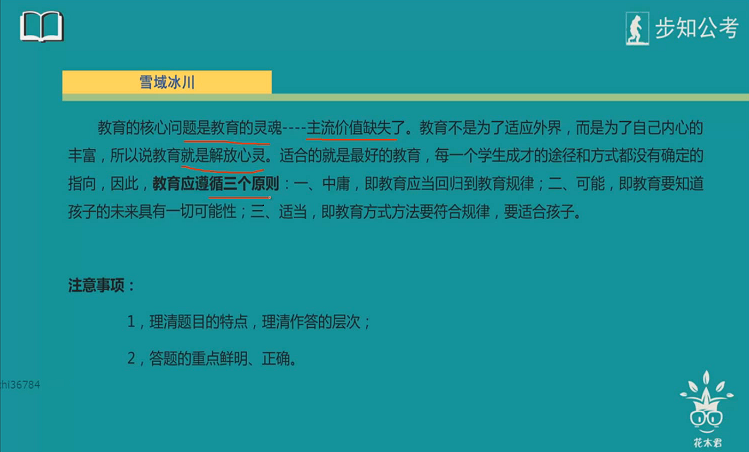 步知公考
雪域冰川
教育的核心问题是教育的灵魂----主流价值缺失了。教育不是为了适应外界，而是为了自己内心的
丰富，所以说教育就是解放心灵。适合的就是最好的教育，每一个学生成才的途径和方式都没有确定的
指向，因此，教育应遵循三个原则：一、中庸，即教育应当回归到教育规律；二、可能，即教育要知道
孩子的未来具有一切可能性；三、适当，即教育方式方法要符合规律，要适合孩子。
注意事项：
1，理清题目的特点，理清作答的层次；
2，答题的重点鲜明、正确。
hi36784
花木君